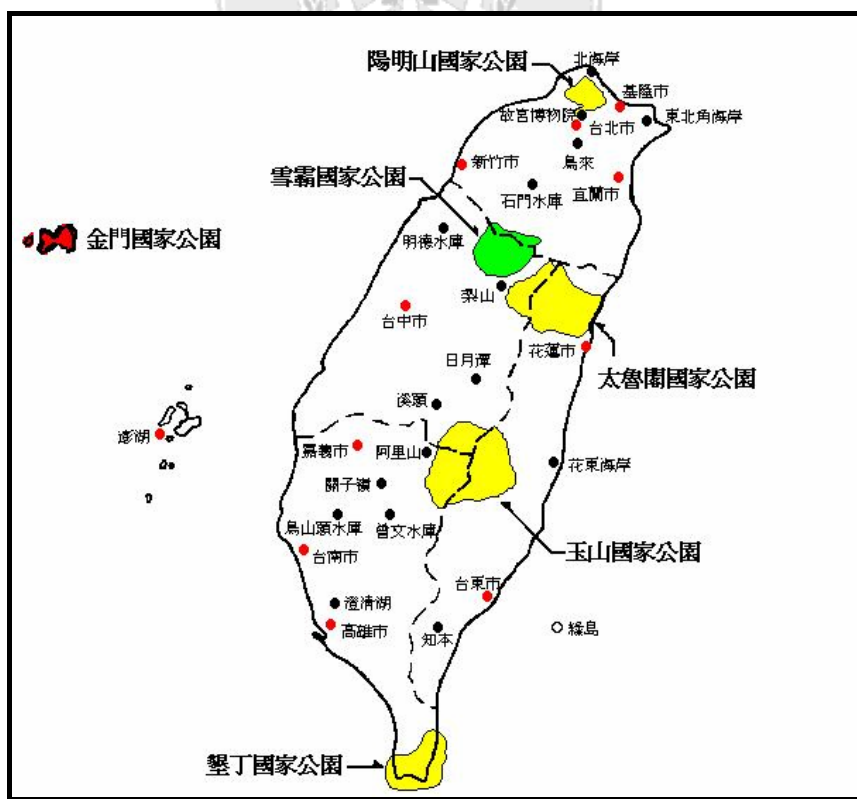 陽明山國家公園
北海岸
基隆市
故宮博物院
台北市
東北角海岸
烏來
新竹市
雪霸國家公園
石門水庫
宜蘭市
金門國家公園
明德水庫
梨山
台中市
花蓮市
日月潭
太魯閣國家公園
溪頭
澎湖
嘉義市
阿里山
花東海岸
關子嶺
烏山頭水庫
曾文水庫
台南市
玉山國家公園
台東市
澄清湖
高雄市
知本
綠島
墾丁國家公園